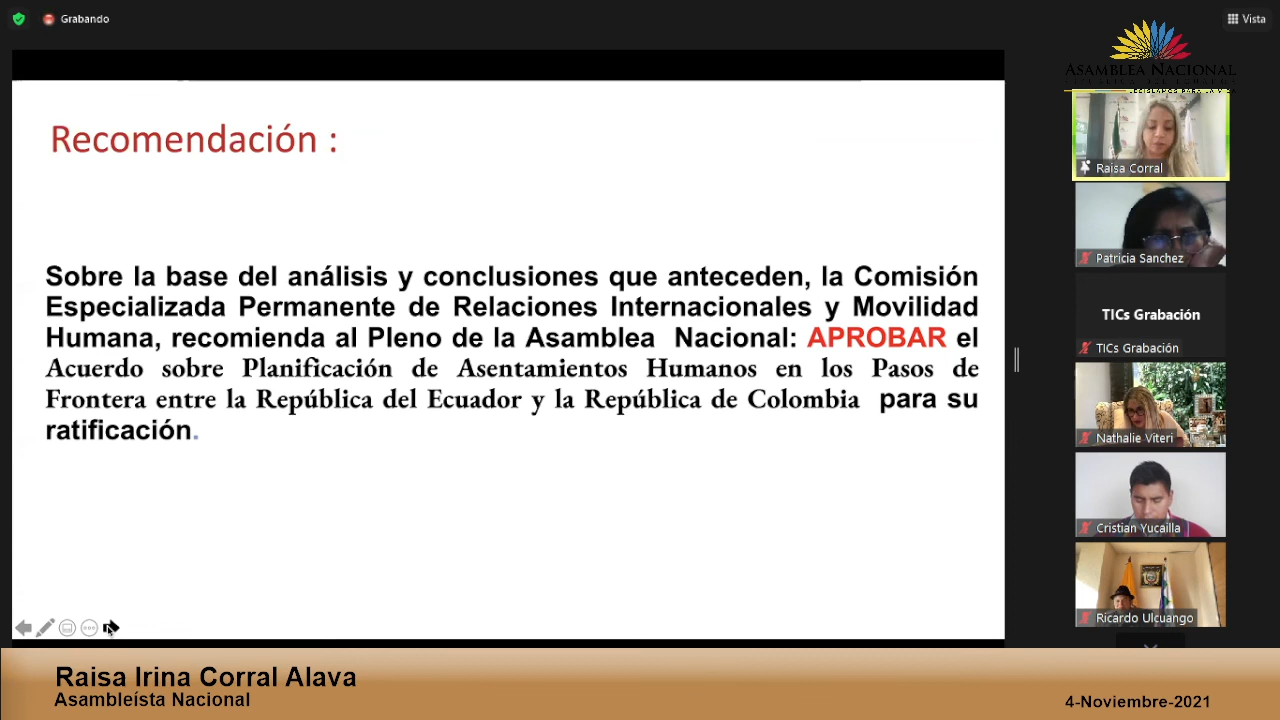 Grabando
Vista
ASAMBLEA NACIONAL
Recomendación :
Sobre la base del análisis y conclusiones que anteceden, la Comisión
Especializada Permanente de Relaciones Internacionales y Movilidad
Humana, recomienda al Pleno de la Asamblea Nacional: APROBAR el
Acuerdo sobre Planificación de Asentamientos Humanos en los Pasos de
Frontera entre la República del Ecuador y la República de Colombia para su
ratificación.
Raisa Corral
Patricia Sanchez
TICs Grabación
TICs Grabación
Nathalie Viteri
Cristian Yucailla
Ricardo Ulcuango
Raisa Irina Corral Alava
Asambleísta Nacional
4-Noviembre-2021